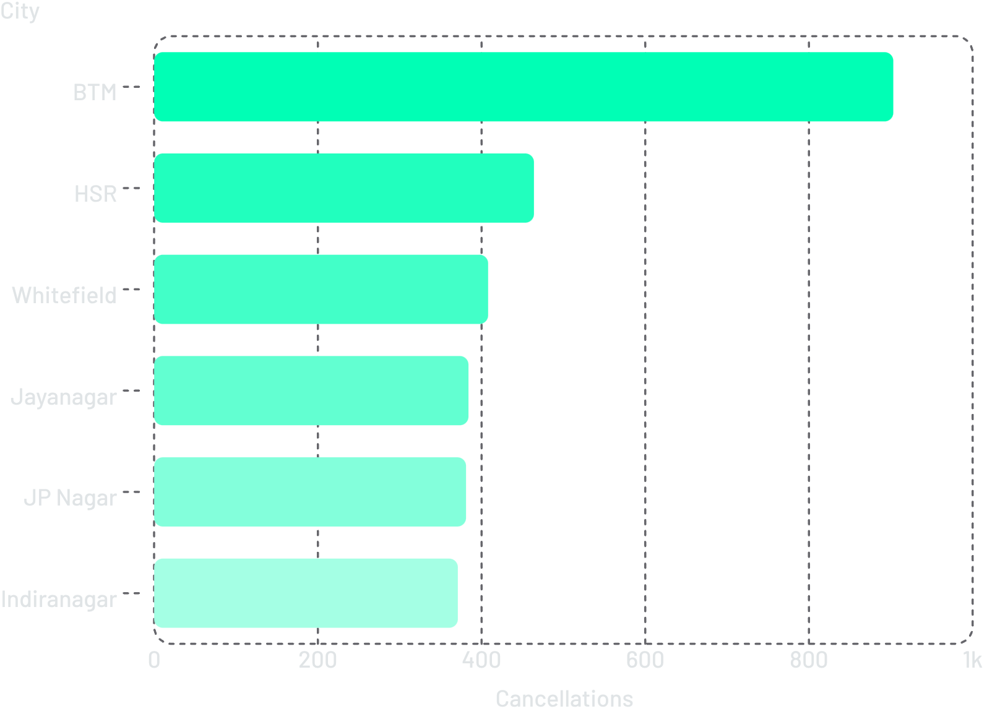 City
BTM
HSR
Whitefield
Jayanagar
JP Nagar
Indiranagar
0 200 400 600 800 1k
Cancellations